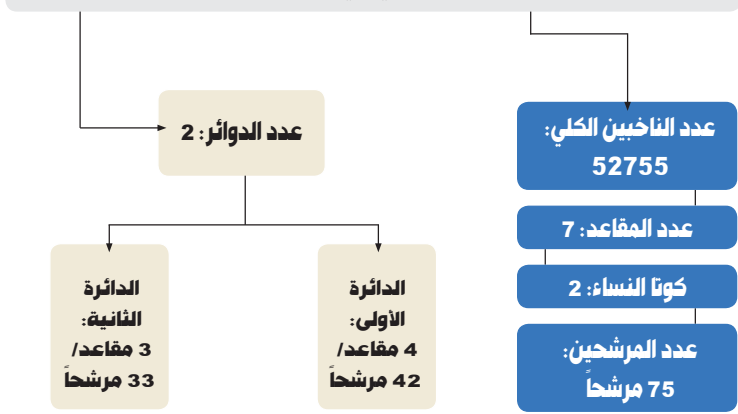 عدد الناخبين الكلي:
52755
عدد المقاعد: 7
كوتا النساء: 2
عدد المرشحين:
75 مرشحاً
عدد الدوائر: 2
الدائرة
الأولى:
4 مقاعد/
42 مرشحاً
الدائرة
الثانية:
3 مقاعد/
33 مرشحاً